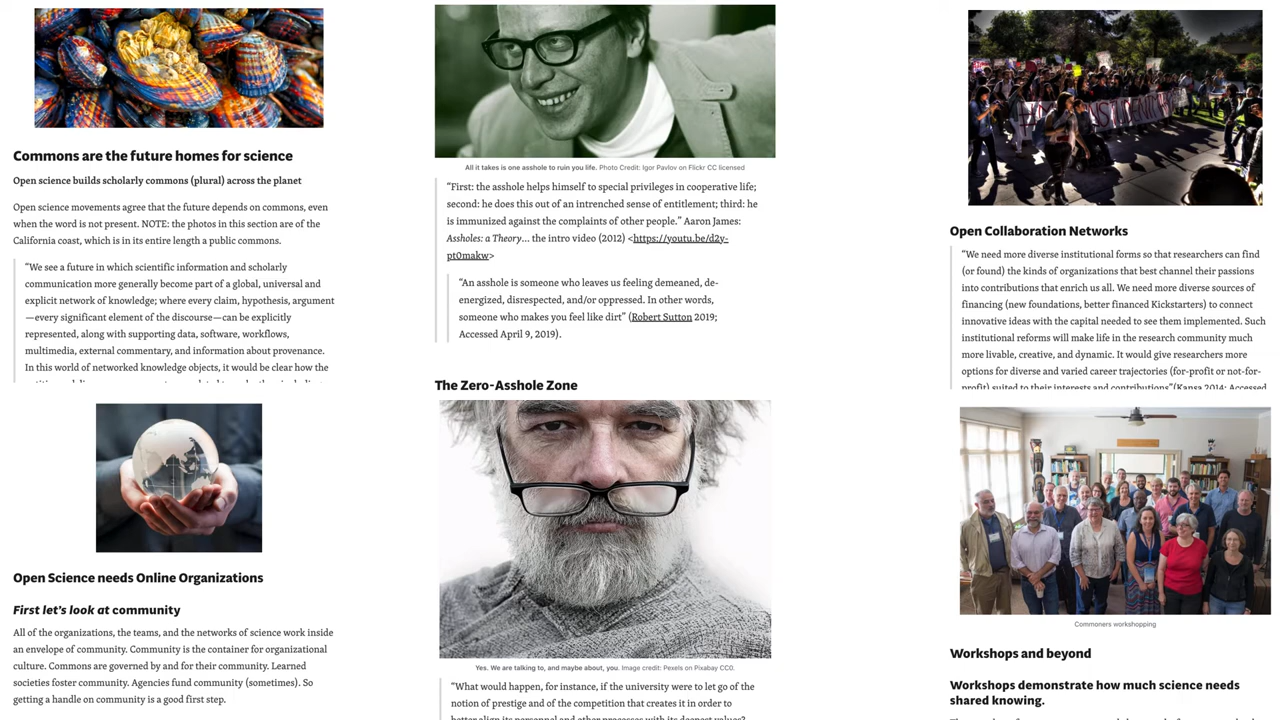 Commons are the future homes for science
Open science builds scholarly commons (plural) across the planet
Open science movements agree that the future depends on commons, even
when the word is not present. NOTE: the photos in this section are of the
California coast, which is in its entire length a public commons.
“We see a future in which scientific information and scholarly
communication more generally become part of a global, universal and
explicit network of knowledge; where every claim, hypothesis, argument
—every significant element of the discourse—can be explicitly
represented, along with supporting data, software, workflows,
multimedia, external commentary, and information about provenance.
In this world of networked knowledge objects, it would be clear how the
Open Science needs Online Organizations
First let’s look at community
All of the organizations, the teams, and the networks of science work inside
an envelope of community. Community is the container for organizational
culture. Commons are governed by and for their community. Learned
societies foster community. Agencies fund community (sometimes). So
getting a handle on community is a good first step.
All it takes is one asshole to ruin you life. Photo Credit: Igor Pavlov on Flickr CC licensed
“First: the asshole helps himself to special privileges in cooperative life;
second: he does this out of an intrenched sense of entitlement; third: he
is immunized against the complaints of other people.” Aaron James:
Assholes: a Theory… the intro video (2012) <https://youtu.be/d2y-
pt0makw>
“An asshole is someone who leaves us feeling demeaned, de-
energized, disrespected, and/or oppressed. In other words,
someone who makes you feel like dirt” (Robert Sutton 2019;
Accessed April 9, 2019).
The Zero-Asshole Zone
Yes. We are talking to, and maybe about, you. Image credit: Pexels on Pixabay CC0.
“What would happen, for instance, if the university were to let go of the
notion of prestige and of the competition that creates it in order to
better align its personnel and other processes with its deepest values?
Open Collaboration Networks
“We need more diverse institutional forms so that researchers can find
(or found) the kinds of organizations that best channel their passions
into contributions that enrich us all. We need more diverse sources of
financing (new foundations, better financed Kickstarters) to connect
innovative ideas with the capital needed to see them implemented. Such
institutional reforms will make life in the research community much
more livable, creative, and dynamic. It would give researchers more
options for diverse and varied career trajectories (for-profit or not-for-
profit) suited to their interests and contributions”(Kansa 2014; Accessed
Commoners workshopping
Workshops and beyond
Workshops demonstrate how much science needs
shared knowing.